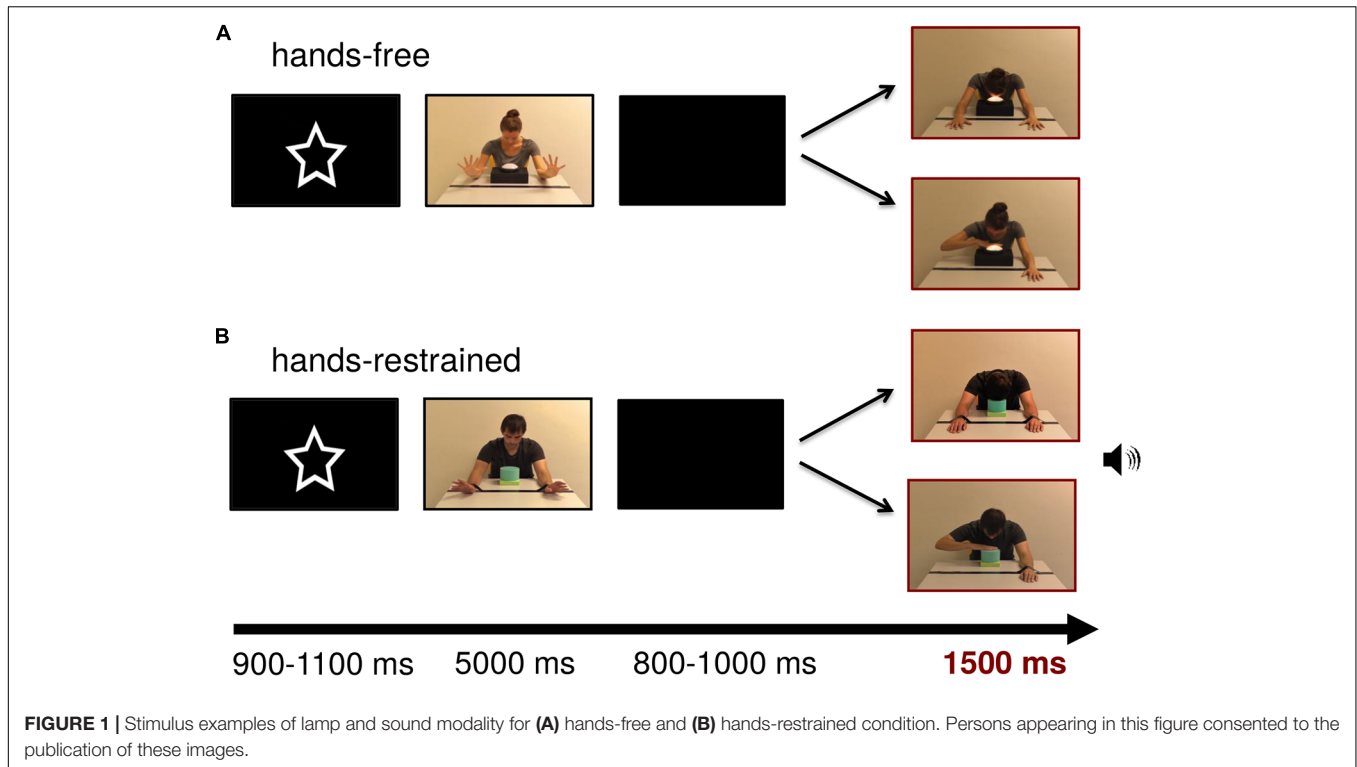 A
hands-free
B
hands-restrained
900-1100 ms 5000 ms 800-1000 ms 1500 ms
FIGURE 1 | Stimulus examples of lamp and sound modality for (A) hands-free and (B) hands-restrained condition. Persons appearing in this figure consented to the
publication of these images.